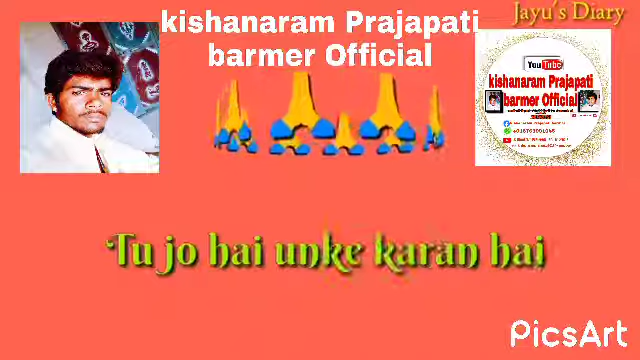 Jayu's Diary
kishanaram Prajapati
barmer Official
YouTube
kishanaram Prajapati
barmer Official
Tu jo hai unke karan hai
PicsArt